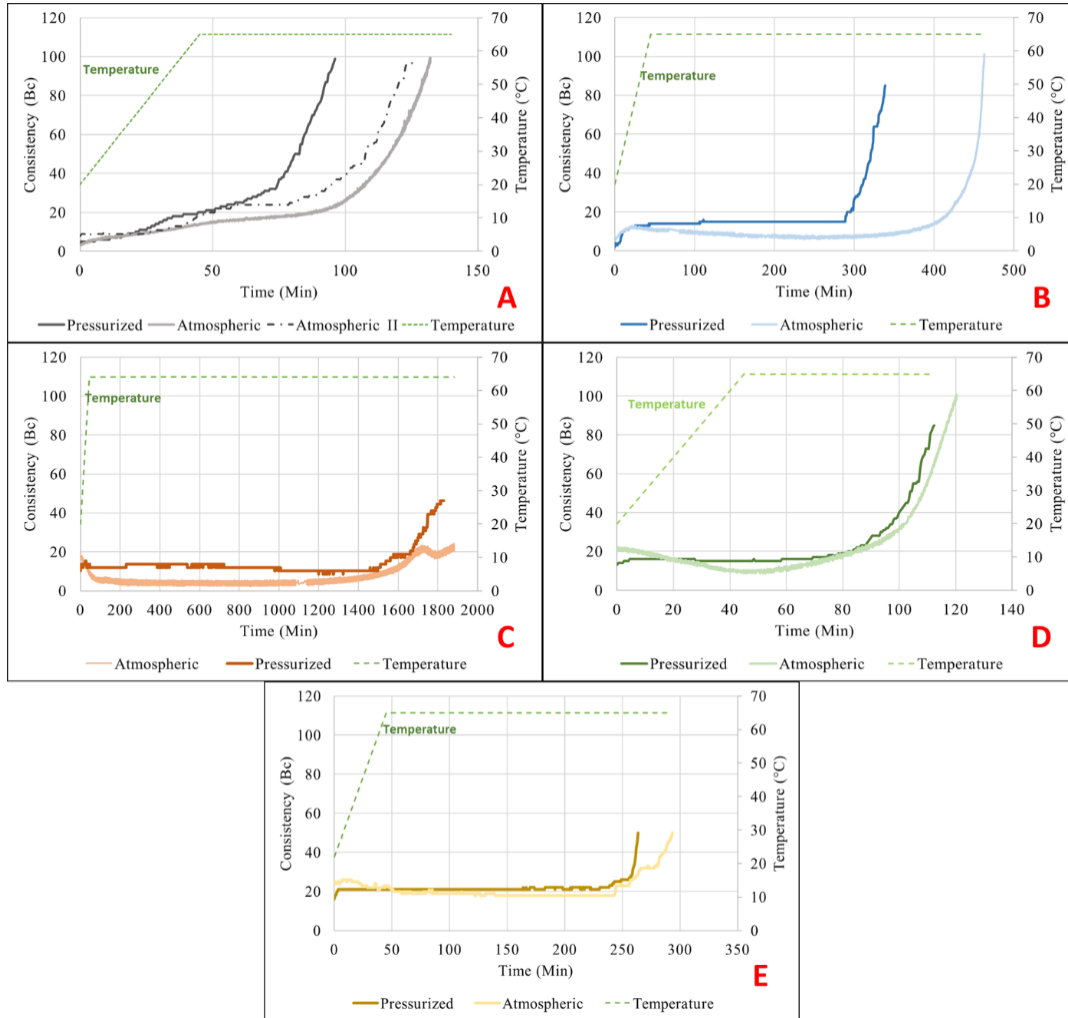 120
100
80
60
40
20
0
Consistency (Bc)
Temperature
70
60
50
40
30
20
10
0
Temperature (°C)
0 50 100 150
Time (Min)
A
Pressurized Atmospheric Atmospheric II Temperature
120
100
80
60
40
20
0
Consistency (Bc)
Temperature
70
60
50
40
30
20
10
0
Temperature (°C)
0 100 200 300 400 500
Time (Min)
B
Pressurized Atmospheric Temperature
120
100
80
60
40
20
0
Consistency (Bc)
Temperature
70
60
50
40
30
20
10
0
Temperature (°C)
0 200 400 600 800 1000 1200 1400 1600 1800 2000
Time (Min)
C
Atmospheric Pressurized Temperature
120
100
80
60
40
20
0
Consistency (Bc)
Temperature
70
60
50
40
30
20
10
0
Temperature (°C)
0 20 40 60 80 100 120 140
Time (Min)
D
Pressurized Atmospheric Temperature
120
100
80
60
40
20
0
Consistency (Bc)
Temperature
70
60
50
40
30
20
10
0
Temperature (°C)
0 50 100 150 200 250 300 350
Time (Min)
E
Pressurized Atmospheric Temperature